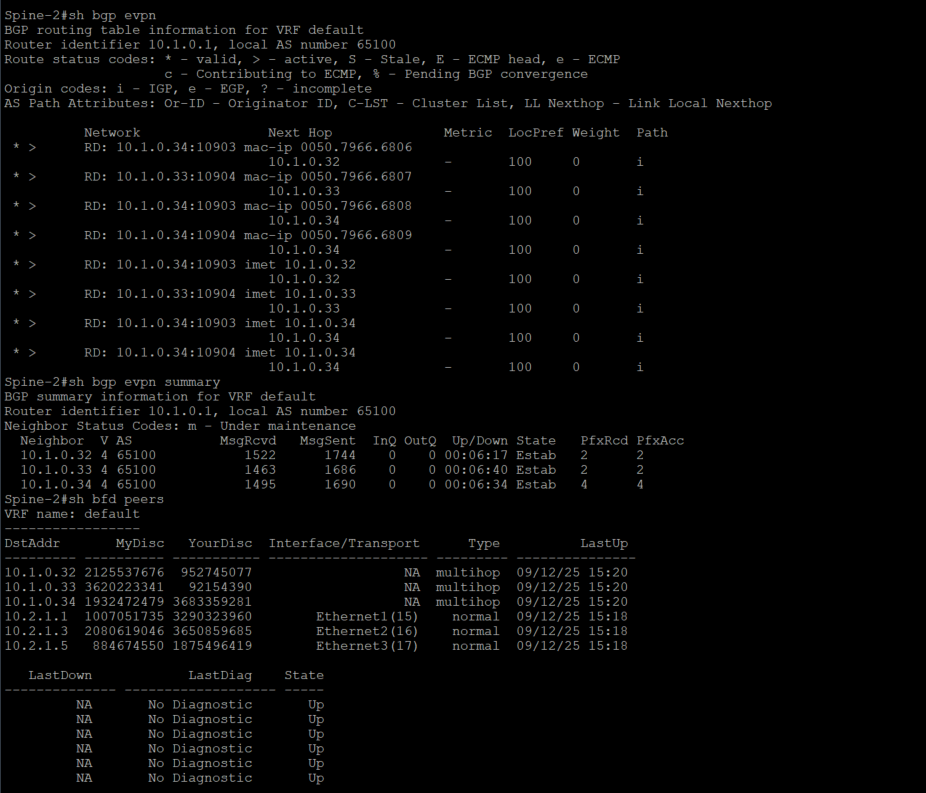 Spine-2#sh bgp evpn
BGP routing table information for VRF default
Router identifier 10.1.0.1, local AS number 65100
Route status codes: * - valid, > - active, S - Stale, E - ECMP head, e - ECMP
                    c - Contributing to ECMP, % - Pending BGP convergence
Origin codes: i - IGP, e - EGP, ? - incomplete
AS Path Attributes: Or-ID - Originator ID, C-LST - Cluster List, LL Nexthop - Link Local Nexthop

          Network                Next Hop              Metric  LocPref Weight  Path
 * >      RD: 10.1.0.34:10903 mac-ip 0050.7966.6806
                                 10.1.0.32             -       100     0       i
 * >      RD: 10.1.0.33:10904 mac-ip 0050.7966.6807
                                 10.1.0.33             -       100     0       i
 * >      RD: 10.1.0.34:10903 mac-ip 0050.7966.6808
                                 10.1.0.34             -       100     0       i
 * >      RD: 10.1.0.34:10904 mac-ip 0050.7966.6809
                                 10.1.0.34             -       100     0       i
 * >      RD: 10.1.0.34:10903 imet 10.1.0.32
                                 10.1.0.32             -       100     0       i
 * >      RD: 10.1.0.33:10904 imet 10.1.0.33
                                 10.1.0.33             -       100     0       i
 * >      RD: 10.1.0.34:10903 imet 10.1.0.34
                                 10.1.0.34             -       100     0       i
 * >      RD: 10.1.0.34:10904 imet 10.1.0.34
                                 10.1.0.34             -       100     0       i
Spine-2#sh bgp evpn summary
BGP summary information for VRF default
Router identifier 10.1.0.1, local AS number 65100
Neighbor Status Codes: m - Under maintenance
  Neighbor  V AS           MsgRcvd   MsgSent  InQ OutQ  Up/Down State   PfxRcd PfxAcc
  10.1.0.32 4 65100           1522      1744    0    0 00:06:17 Estab   2      2
  10.1.0.33 4 65100           1463      1686    0    0 00:06:40 Estab   2      2
  10.1.0.34 4 65100           1495      1690    0    0 00:06:34 Estab   4      4
Spine-2#sh bfd peers
VRF name: default
-----------------
DstAddr       MyDisc   YourDisc  Interface/Transport      Type          LastUp
--------- ---------- ---------- -------------------- --------- ---------------
10.1.0.32 2125537676  952745077                   NA  multihop  09/12/25 15:20
10.1.0.33 3620223341   92154390                   NA  multihop  09/12/25 15:20
10.1.0.34 1932472479 3683359281                   NA  multihop  09/12/25 15:20
10.2.1.1  1007051735 3290323960        Ethernet1(15)    normal  09/12/25 15:18
10.2.1.3  2080619046 3650859685        Ethernet2(16)    normal  09/12/25 15:18
10.2.1.5   884674550 1875496419        Ethernet3(17)    normal  09/12/25 15:18

   LastDown            LastDiag    State
-------------- ------------------- -----
         NA       No Diagnostic       Up
         NA       No Diagnostic       Up
         NA       No Diagnostic       Up
         NA       No Diagnostic       Up
         NA       No Diagnostic       Up
         NA       No Diagnostic       Up